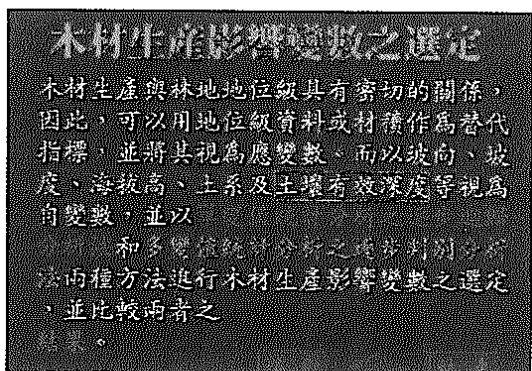 木材生產影響變數之選定
木材生產與林地地位級具有密切的關係,
因此,可以用地位級資料或材積作為替代
指標,並將其視為應變數、而以坡向、坡
度、海拔高、土系及土壤有效深度等視為
自變數,並以
和多變值統計分析之逐步判別分析
法兩種方法進行木材生產影響變數之選定
,並比較兩者之
結果。